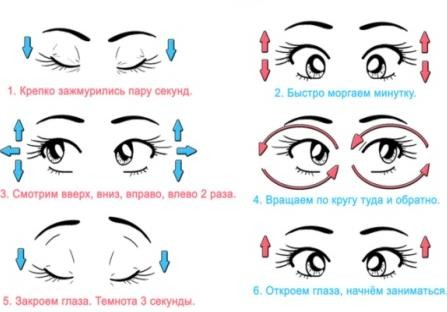 1. Крепко зажмурились пару секунд.
2. Быстро моргаем минутку.
3. Смотрим вверх, вниз, вправо, влево 2 раза.
4. Вращаем по кругу туда и обратно.
5. Закроем глаза. Темнота 3 секунды.
6. Откроем глаза, начнём заниматься.